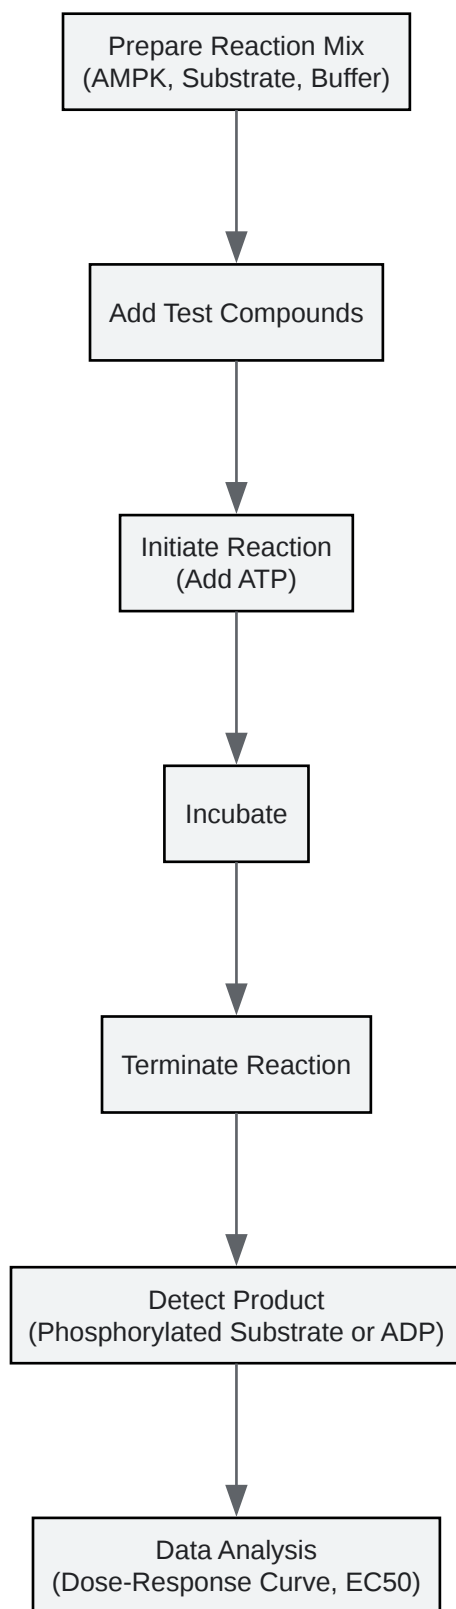 Prepare Reaction Mix
(AMPK, Substrate, Buffer)
Add Test Compounds
Initiate Reaction
(Add ATP)
Incubate
Terminate Reaction
Detect Product
(Phosphorylated Substrate or ADP)
Data Analysis
(Dose-Response Curve, EC50)